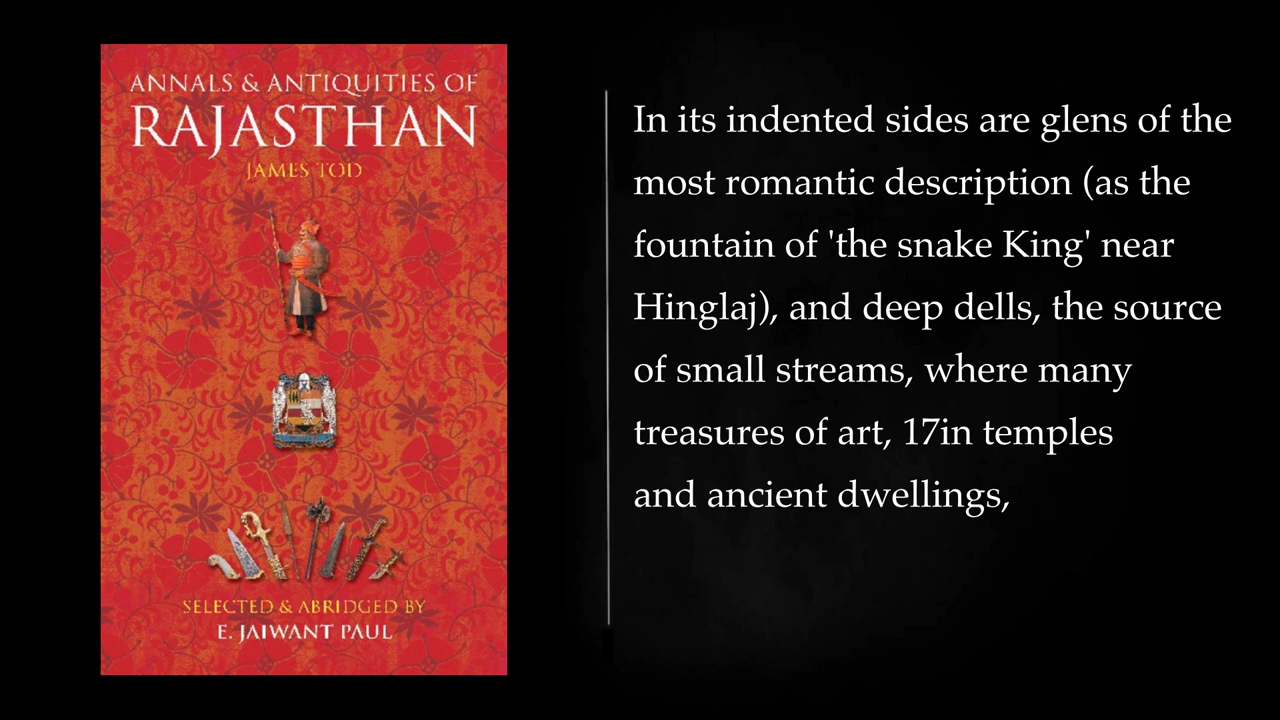 ANNALS & ANTIQUITIES OF
RAJASTHAN
JAMES TOD
SELECTED & ABRIDGED BY
E. JAIWANT PAUL
In its indented sides are glens of the
most romantic description (as the
fountain of 'the snake King' near
Hinglaj), and deep dells, the source
of small streams, where many
treasures of art, 17in temples
and ancient dwellings,